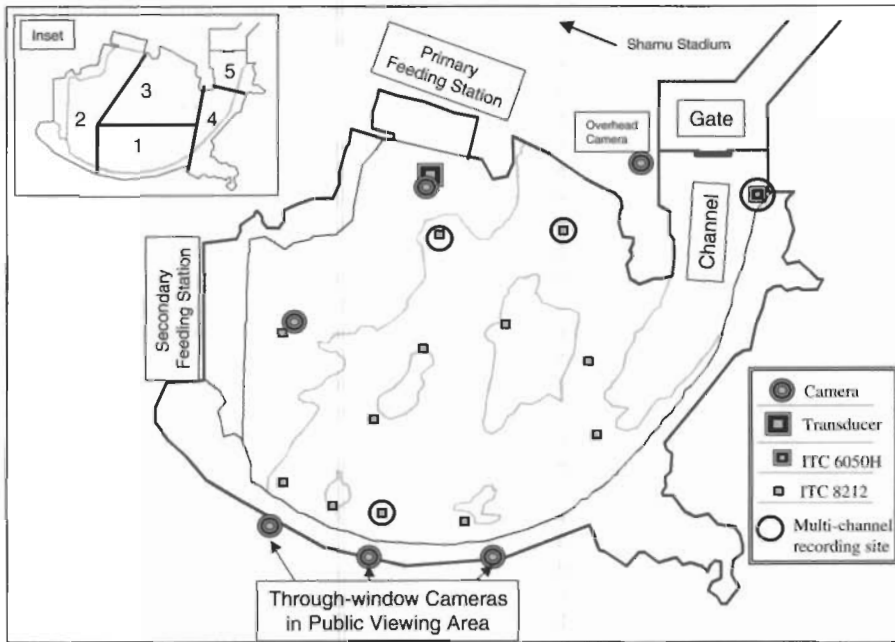 Inset
2
3
1
4
5
Primary
Feeding Station
Shamu Stadium
Overhead
Camera
Gate
Channel
Secondary
Feeding Station
Camera
Transducer
ITC 6050H
ITC 8212
Multi-channel
recording site
Through-window Cameras
in Public Viewing Area